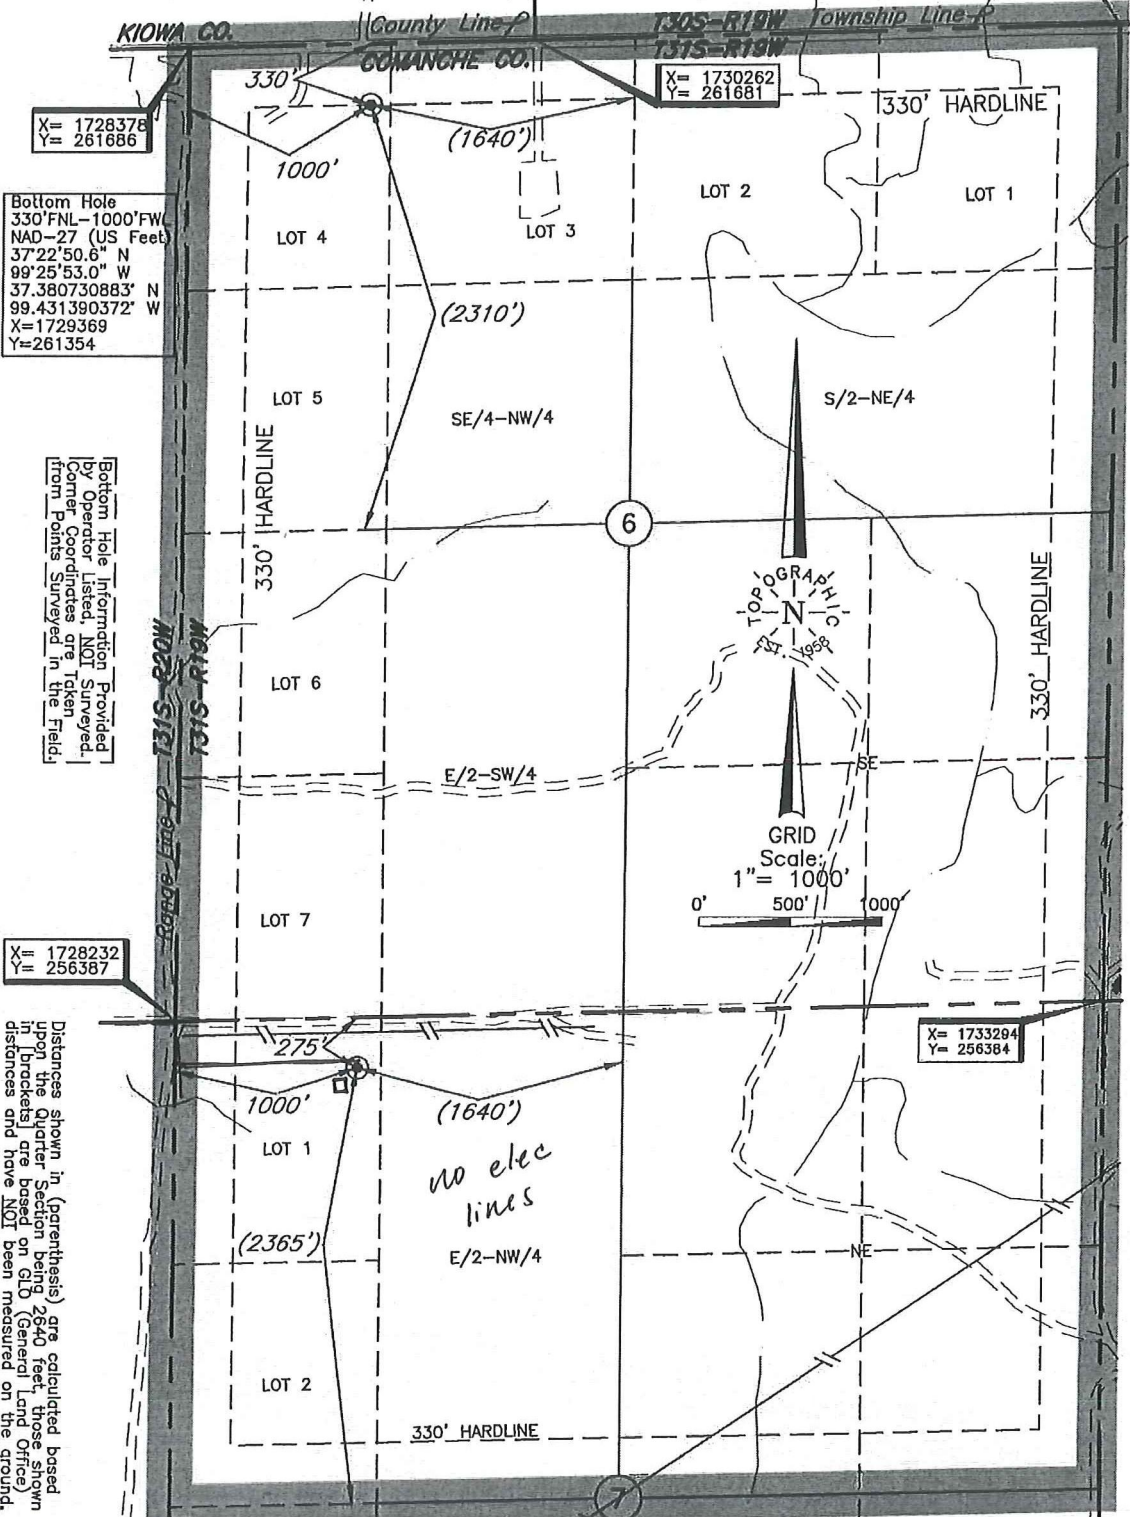 KIOWA CO.
County Line
T30S-R19W
Township Line
COMANCHE CO.
T31S-R19W
X= 1728378
Y= 261686
330'
1000'
(1640')
X= 1730262
Y= 261681
330' HARDLINE
Bottom Hole
330'FNL-1000'FWL
NAD-27 (US Feet)
37°22'50.6" N
99°25'53.0" W
37.380730883° N
99.431390372° W
X=1729369
Y=261354
LOT 4
LOT 3
LOT 2
LOT 1
(2310')
LOT 5
SE/4-NW/4
S/2-NE/4
330' HARDLINE
6
Bottom Hole Information Provided
by Operator Listed, NOT Surveyed.
Corner Coordinates are Taken
from Points Surveyed in the Field.
TOPOGRAPHIC
N
EST. 1958
330' HARDLINE
Range Line
T31S-R20W
T31S-R19W
LOT 6
E/2-SW/4
SE
GRID
Scale:
1"= 1000'
0' 500' 1000'
LOT 7
X= 1728232
Y= 256387
X= 1733294
Y= 256384
275'
1000'
(1640')
LOT 1
no elec
lines
(2365')
E/2-NW/4
NE
LOT 2
330' HARDLINE
7
Distances shown in (parenthesis) are calculated based
upon the Quarter Section being 2640 feet, those shown
in [brackets] are based on GLO (General Land Office)
distances and have NOT been measured on the ground.